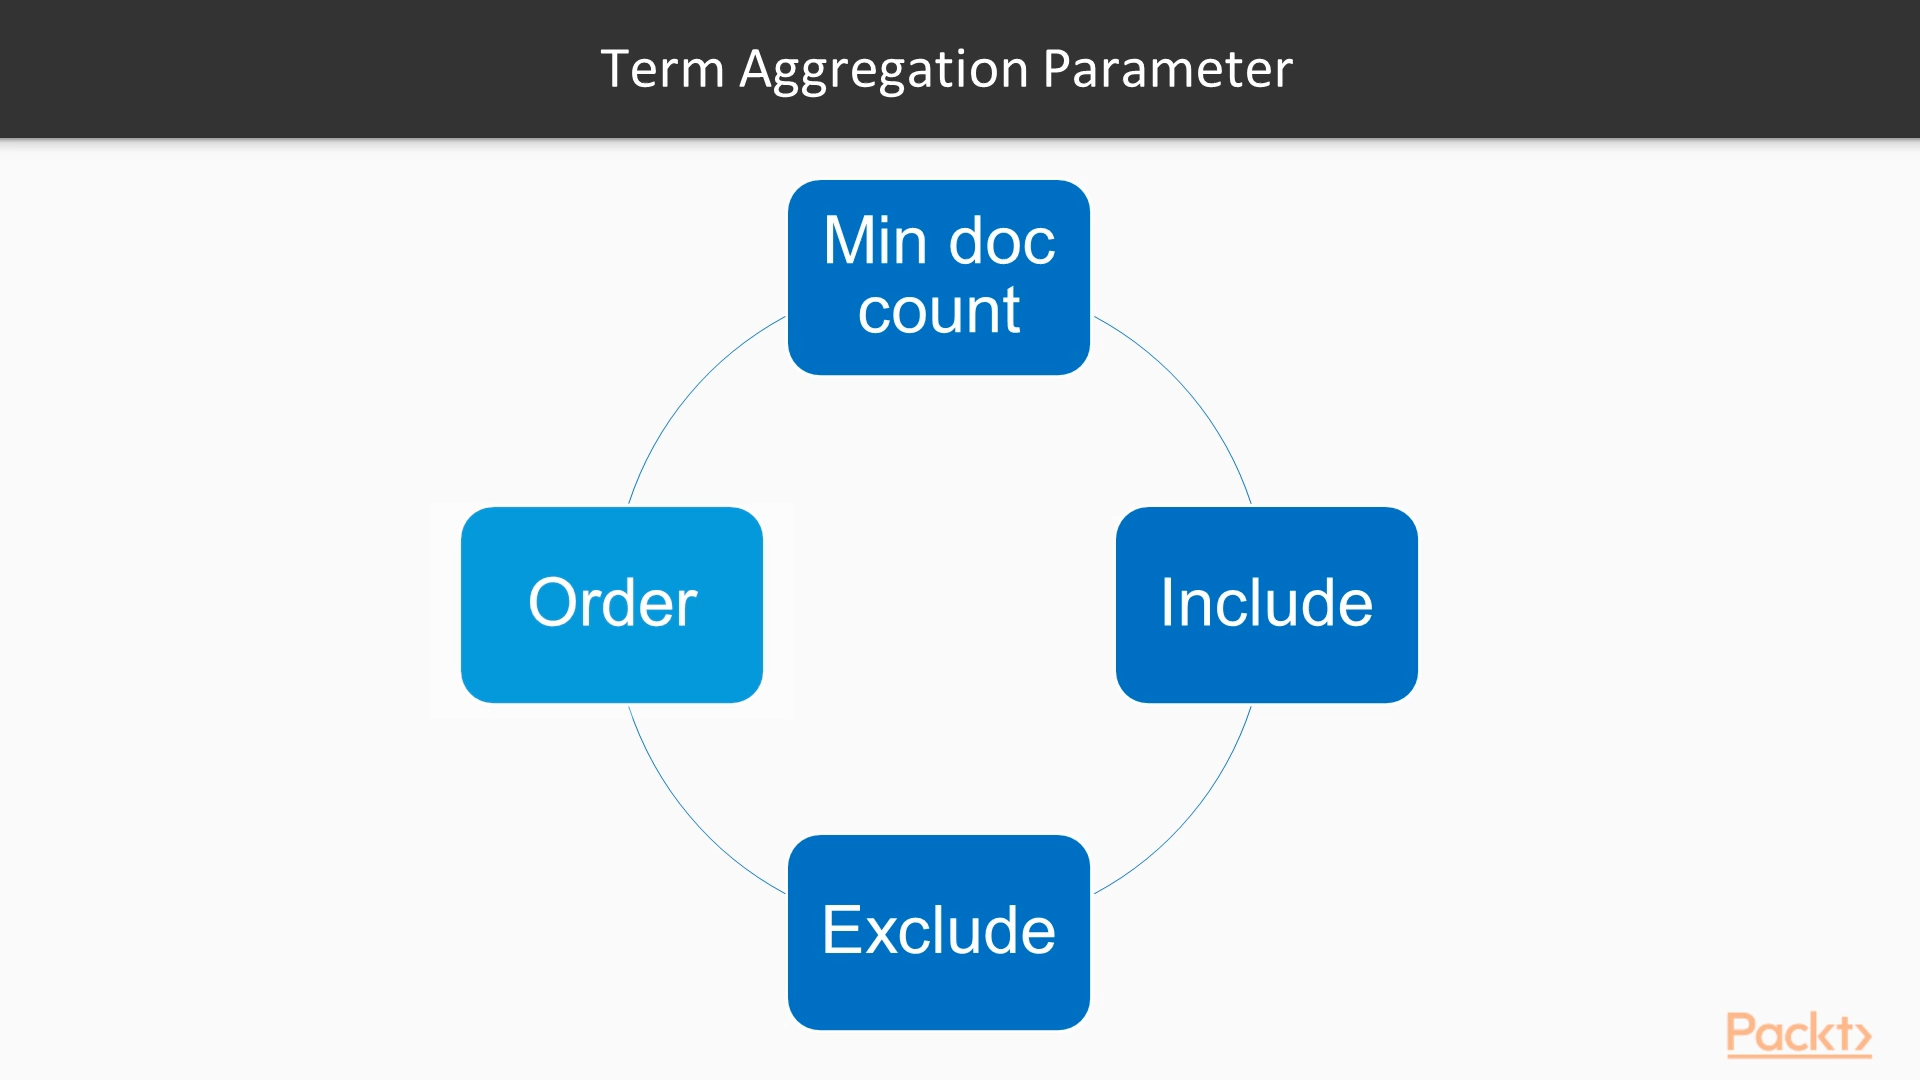 Term Aggregation Parameter
Min doc
count
Order
Include
Exclude
Packt>